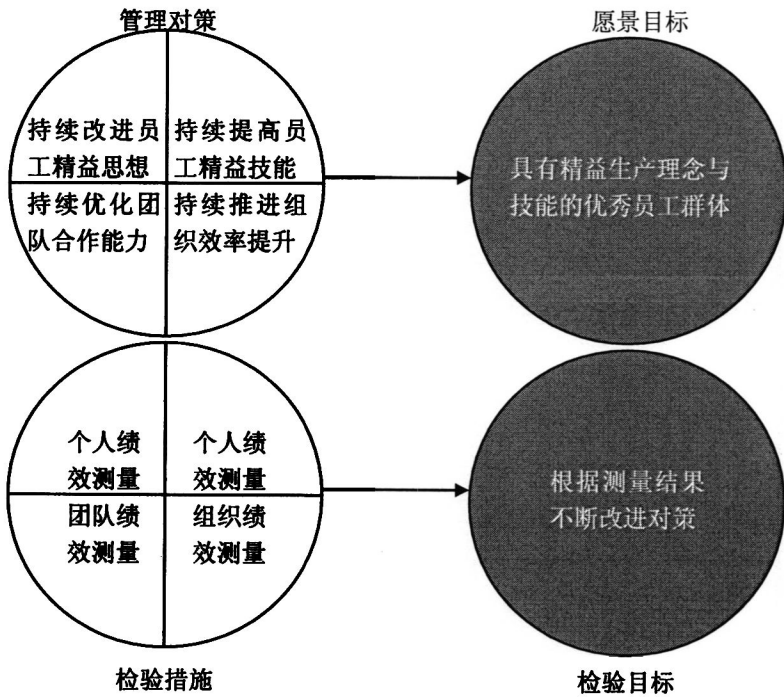 管理对策
愿景目标
持续改进员
工精益思想
持续提高员
工精益技能
持续优化团
队合作能力
持续推进组
织效率提升
具有精益生产理念与
技能的优秀员工群体
个人绩
效测量
个人绩
效测量
团队绩
效测量
组织绩
效测量
根据测量结果
不断改进对策
检验措施
检验目标